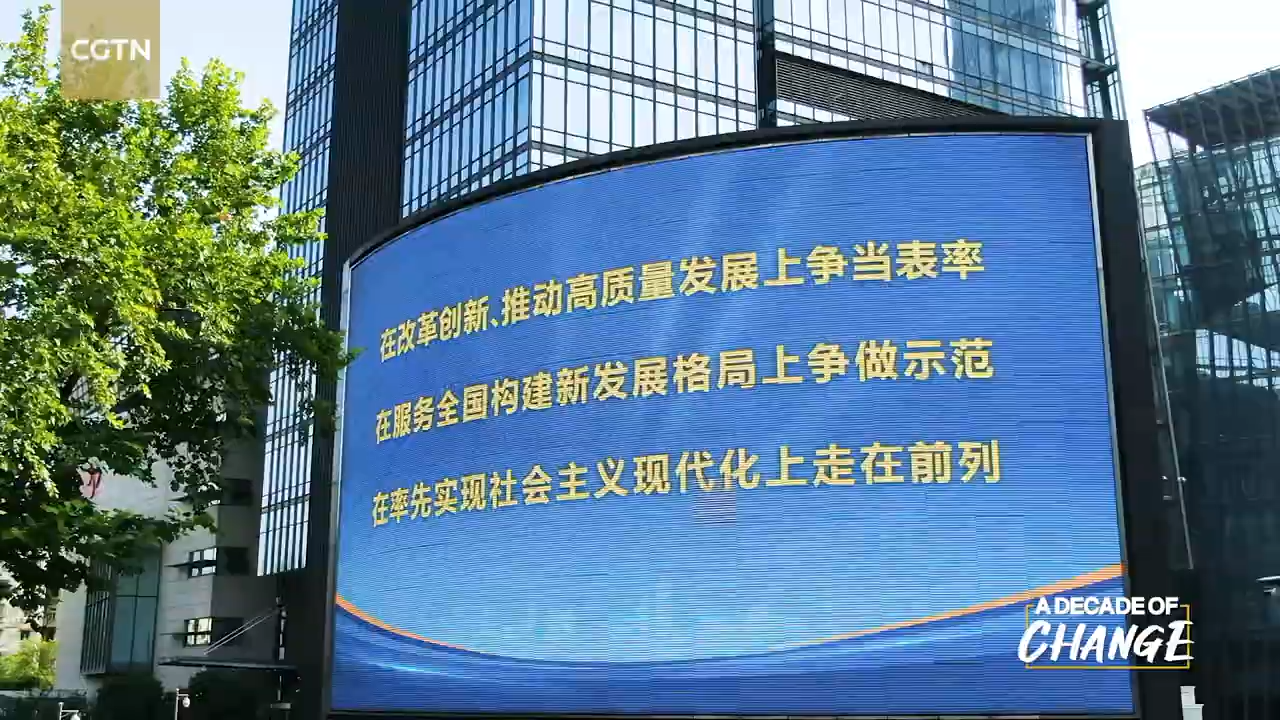 CGTN
在改革创新、推动高质量发展上争当表率
在服务全国构建新发展格局上争做示范
在率先实现社会主义现代化上走在前列
A DECADE OF
CHANGE